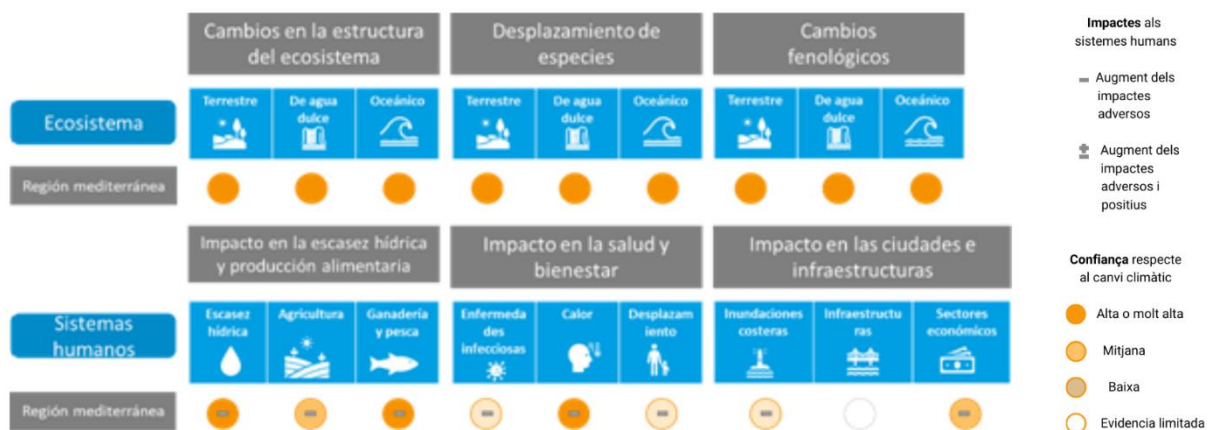 Cambios en la estructura
del ecosistema
Desplazamiento de
especies
Cambios
fenológicos
Ecosistema
Terrestre
De agua
dulce
Oceánico
Terrestre
De agua
dulce
Oceánico
Terrestre
De agua
dulce
Oceánico
Región mediterránea
Impacto en la escasez hídrica
y producción alimentaria
Impacto en la salud y
bienestar
Impacto en las ciudades e
infraestructuras
Sistemas
humanos
Escasez
hídrica
Agricultura
Ganadería
y pesca
Enfermeda
des
infecciosas
Calor
Desplazam
iento
Inundaciones
costeras
Infraestructu
ras
Sectores
económicos
Región mediterránea
Impactes als
sistemes humans
Augment dels
impactes
adversos
Augment dels
impactes
adversos i
positius
Confiança respecte
al canvi climàtic
Alta o molt alta
Mitjana
Baixa
Evidencia limitada